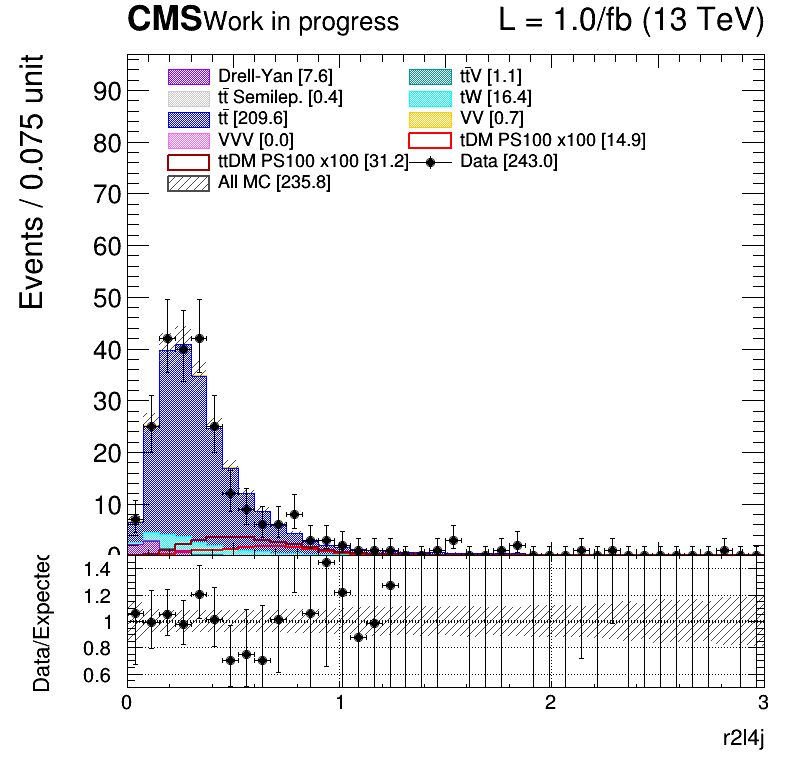 CMS Work in progress L = 1.0/fb (13 TeV)
Events / 0.075 unit
Drell-Yan [7.6] tt̄V [1.1]
tt̄ Semilep. [0.4] tW [16.4]
tt̄ [209.6] VV [0.7]
VVV [0.0] tDM PS100 x100 [14.9]
ttDM PS100 x100 [31.2] Data [243.0]
All MC [235.8]
90
80
70
60
50
40
30
20
10
0
Data/Expected
1.4
1.2
1
0.8
0.6
0 1 2 3
r2l4j